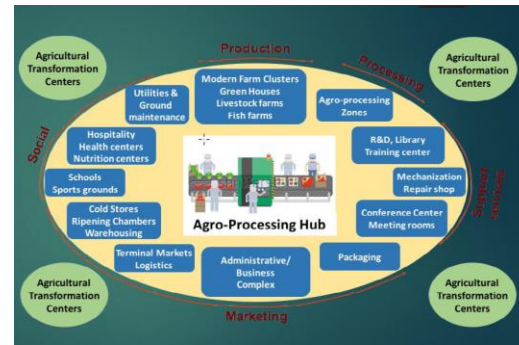 Production
Agricultural
Transformation
Centers
Agricultural
Transformation
Centers
Processing
Modern Farm Clusters
Green Houses
Livestock farms
Fish farms
Utilities &
Ground
maintenance
Agro-processing
Zones
Social
Hospitality
Health centers
Nutrition centers
R&D, Library
Training center
Schools
Sports grounds
Mechanization
Repair shop
Support services
Agro-Processing Hub
Cold Stores
Ripening Chambers
Warehousing
Conference Center
Meeting rooms
Terminal Markets
Logistics
Administrative/
Business
Complex
Packaging
Agricultural
Transformation
Centers
Agricultural
Transformation
Centers
Marketing